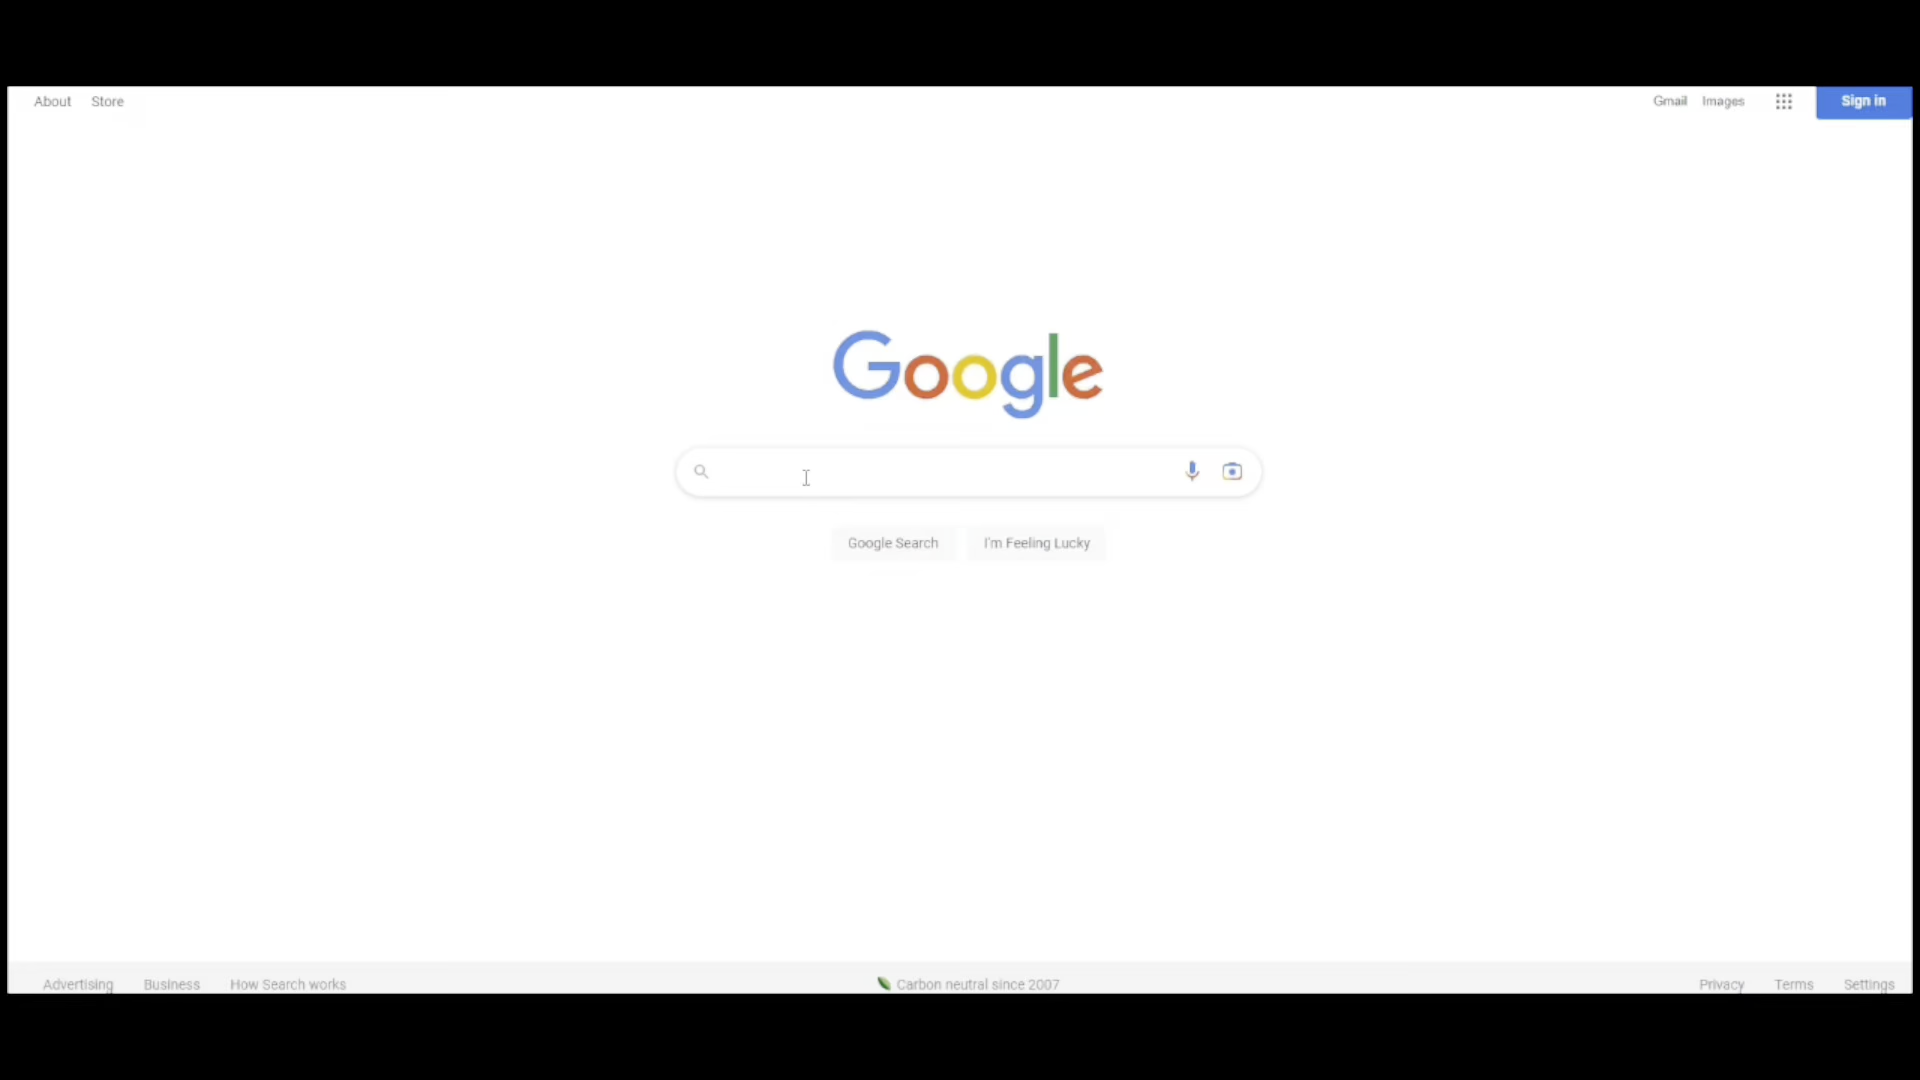 About Store
Gmail Images Sign in
Google
Google Search I'm Feeling Lucky
Advertising Business How Search works
Carbon neutral since 2007
Privacy Terms Settings